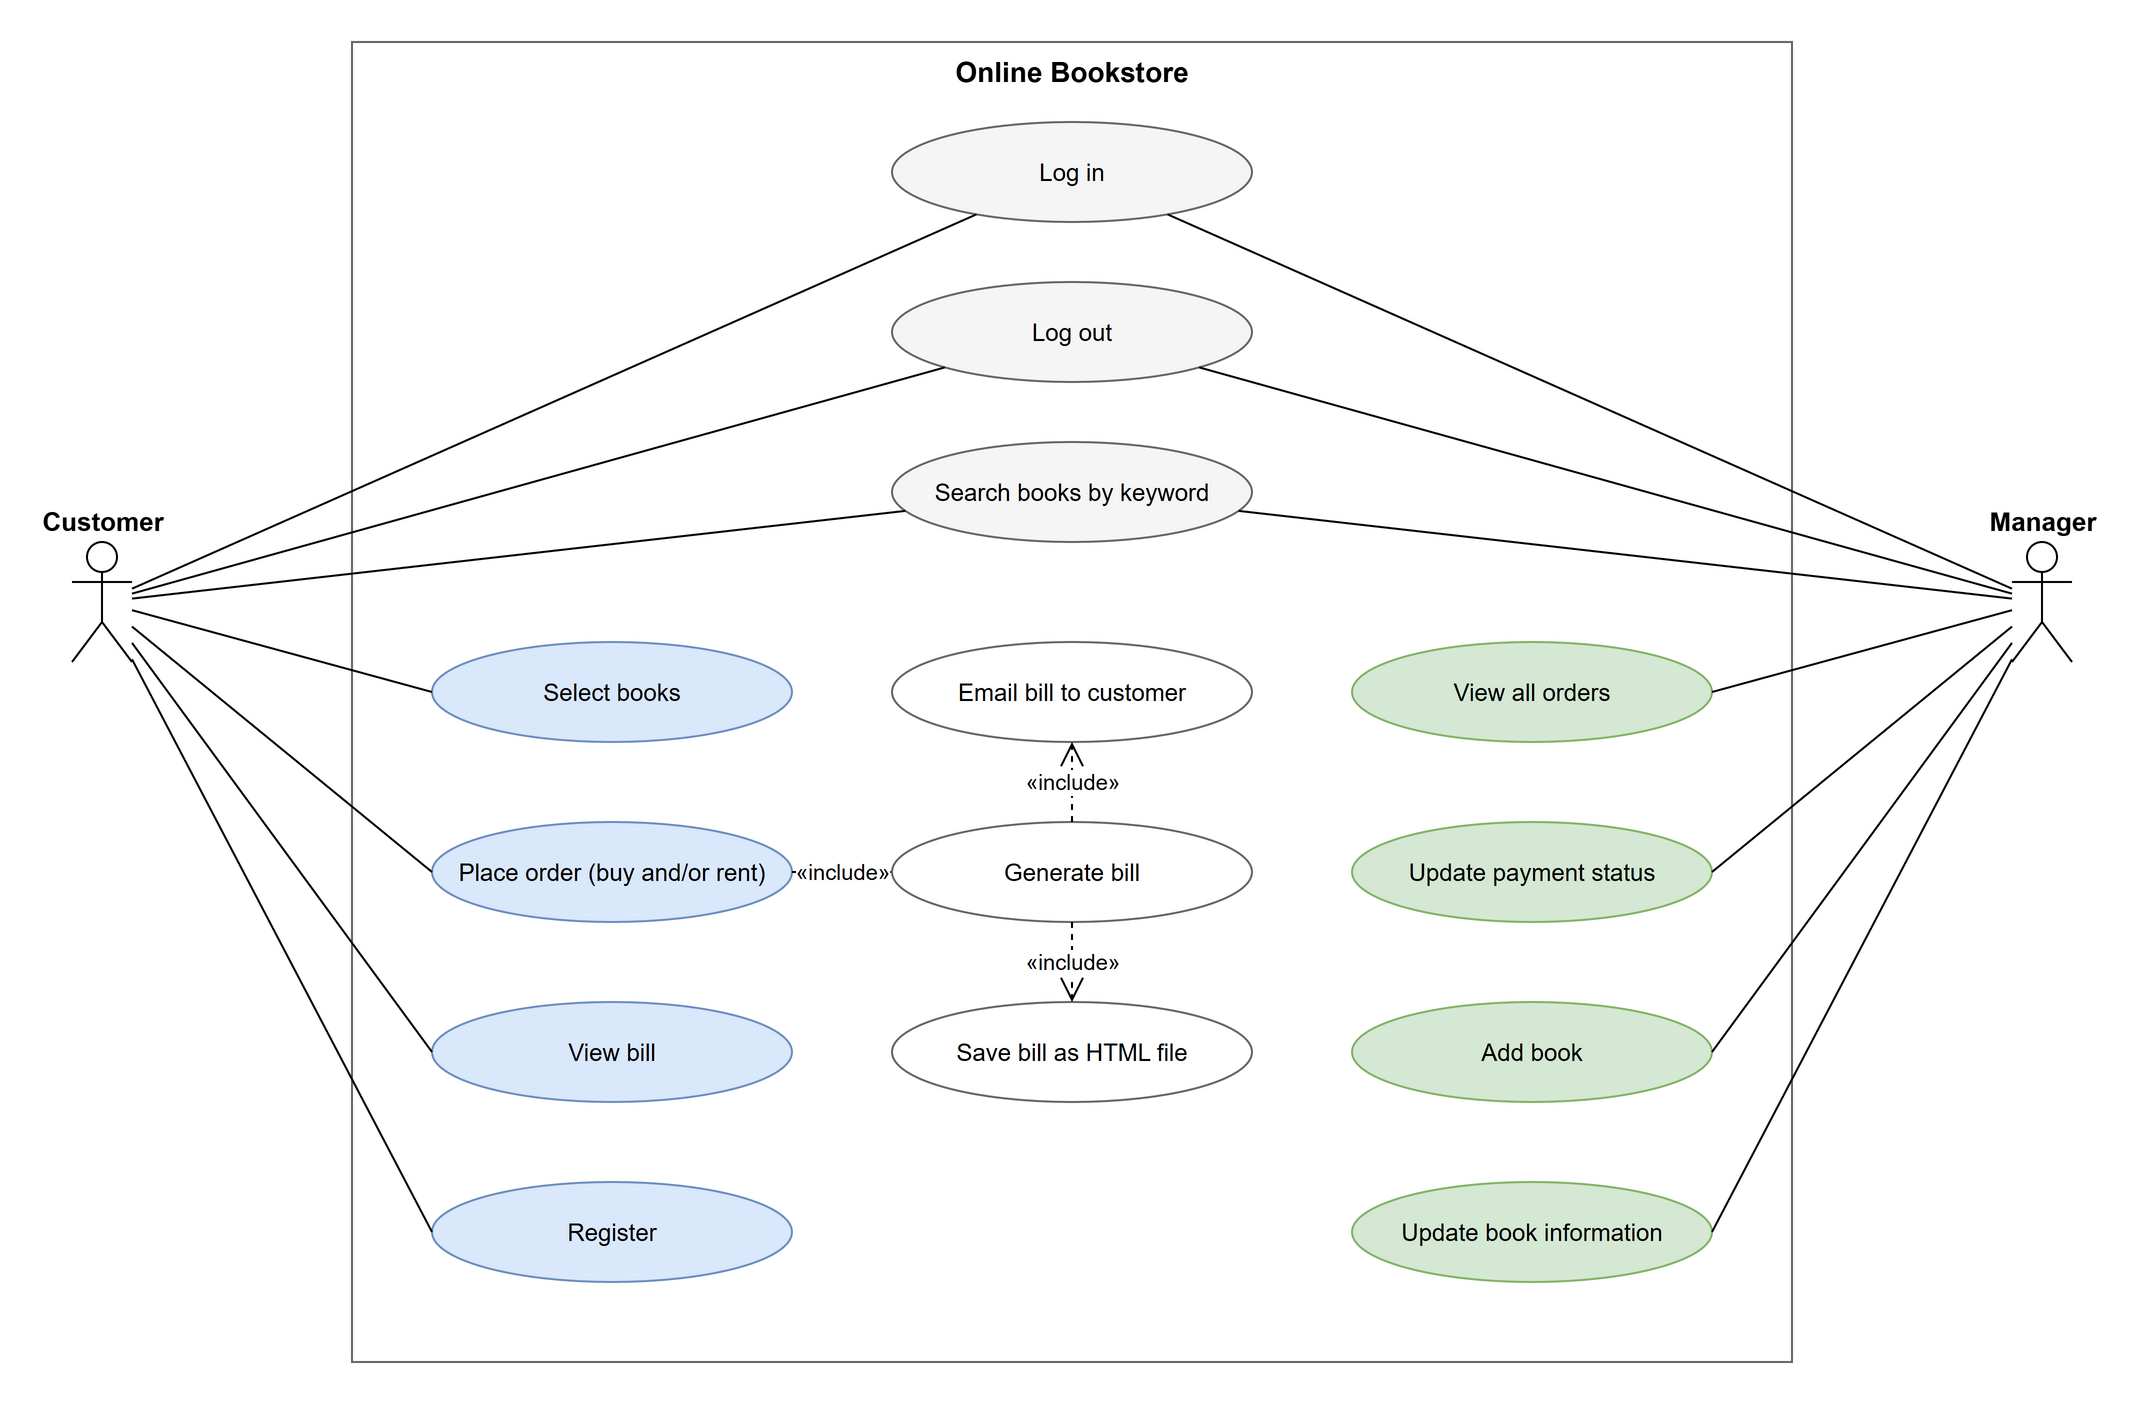 Online Bookstore
Log in
Log out
Search books by keyword
Customer
Manager
Select books
Email bill to customer
View all orders
«include»
Place order (buy and/or rent)
«include»
Generate bill
Update payment status
«include»
View bill
Save bill as HTML file
Add book
Register
Update book information